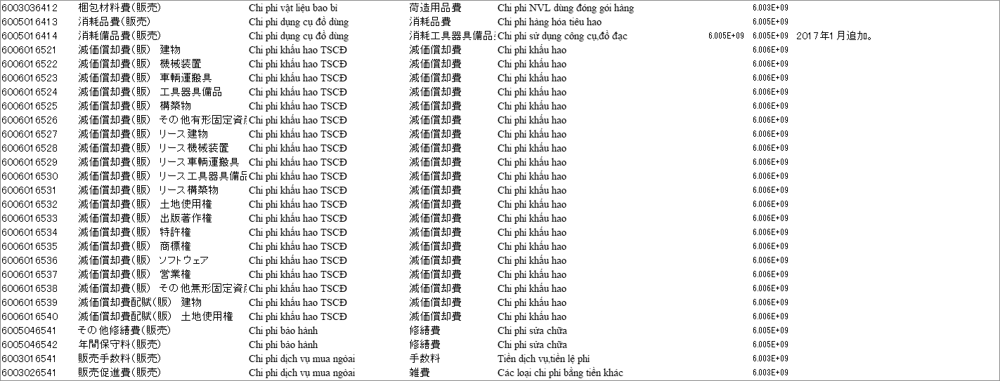 6003036412 梱包材料費(販売) Chi phí vật liệu bao bì 荷造用品費 Chi phí NVL dùng đóng gói hàng 6.003E+09
6005016413 消耗品費(販売) Chi phí dụng cụ đồ dùng 消耗品費 Chi phí hàng hóa tiêu hao 6.005E+09
6005016414 消耗備品費(販売) Chi phí dụng cụ đồ dùng 消耗工具器具備品 Chi phí sử dụng công cụ,đồ đạc 6.005E+09 6.005E+09 2017年1月追加。
6006016521 減価償却費(販) 建物 Chi phí khấu hao TSCĐ 減価償却費 Chi phí khấu hao 6.006E+09
6006016522 減価償却費(販) 機械装置 Chi phí khấu hao TSCĐ 減価償却費 Chi phí khấu hao 6.006E+09
6006016523 減価償却費(販) 車輌運搬具 Chi phí khấu hao TSCĐ 減価償却費 Chi phí khấu hao 6.006E+09
6006016524 減価償却費(販) 工具器具備品 Chi phí khấu hao TSCĐ 減価償却費 Chi phí khấu hao 6.006E+09
6006016525 減価償却費(販) 構築物 Chi phí khấu hao TSCĐ 減価償却費 Chi phí khấu hao 6.006E+09
6006016526 減価償却費(販) その他有形固定資 Chi phí khấu hao TSCĐ 減価償却費 Chi phí khấu hao 6.006E+09
6006016527 減価償却費(販) リース建物 Chi phí khấu hao TSCĐ 減価償却費 Chi phí khấu hao 6.006E+09
6006016528 減価償却費(販) リース機械装置 Chi phí khấu hao TSCĐ 減価償却費 Chi phí khấu hao 6.006E+09
6006016529 減価償却費(販) リース車輌運搬具 Chi phí khấu hao TSCĐ 減価償却費 Chi phí khấu hao 6.006E+09
6006016530 減価償却費(販) リース工具器具備品 Chi phí khấu hao TSCĐ 減価償却費 Chi phí khấu hao 6.006E+09
6006016531 減価償却費(販) リース構築物 Chi phí khấu hao TSCĐ 減価償却費 Chi phí khấu hao 6.006E+09
6006016532 減価償却費(販) 土地使用権 Chi phí khấu hao TSCĐ 減価償却費 Chi phí khấu hao 6.006E+09
6006016533 減価償却費(販) 出版著作権 Chi phí khấu hao TSCĐ 減価償却費 Chi phí khấu hao 6.006E+09
6006016534 減価償却費(販) 特許権 Chi phí khấu hao TSCĐ 減価償却費 Chi phí khấu hao 6.006E+09
6006016535 減価償却費(販) 商標権 Chi phí khấu hao TSCĐ 減価償却費 Chi phí khấu hao 6.006E+09
6006016536 減価償却費(販) ソフトウェア Chi phí khấu hao TSCĐ 減価償却費 Chi phí khấu hao 6.006E+09
6006016537 減価償却費(販) 営業権 Chi phí khấu hao TSCĐ 減価償却費 Chi phí khấu hao 6.006E+09
6006016538 減価償却費(販) その他無形固定資 Chi phí khấu hao TSCĐ 減価償却費 Chi phí khấu hao 6.006E+09
6006016539 減価償却費配賦(販) 建物 Chi phí khấu hao TSCĐ 減価償却費 Chi phí khấu hao 6.006E+09
6006016540 減価償却費配賦(販) 土地使用権 Chi phí khấu hao TSCĐ 減価償却費 Chi phí khấu hao 6.006E+09
6005046541 その他修繕費(販売) Chi phí bảo hành 修繕費 Chi phí sửa chữa 6.005E+09
6005046542 年間保守料(販売) Chi phí bảo hành 修繕費 Chi phí sửa chữa 6.005E+09
6003016541 販売手数料(販売) Chi phí dịch vụ mua ngoài 手数料 Tiền dịch vụ,tiền lệ phí 6.003E+09
6003026541 販売促進費(販売) Chi phí dịch vụ mua ngoài 雑費 Các loại chi phí bằng tiền khác 6.003E+09